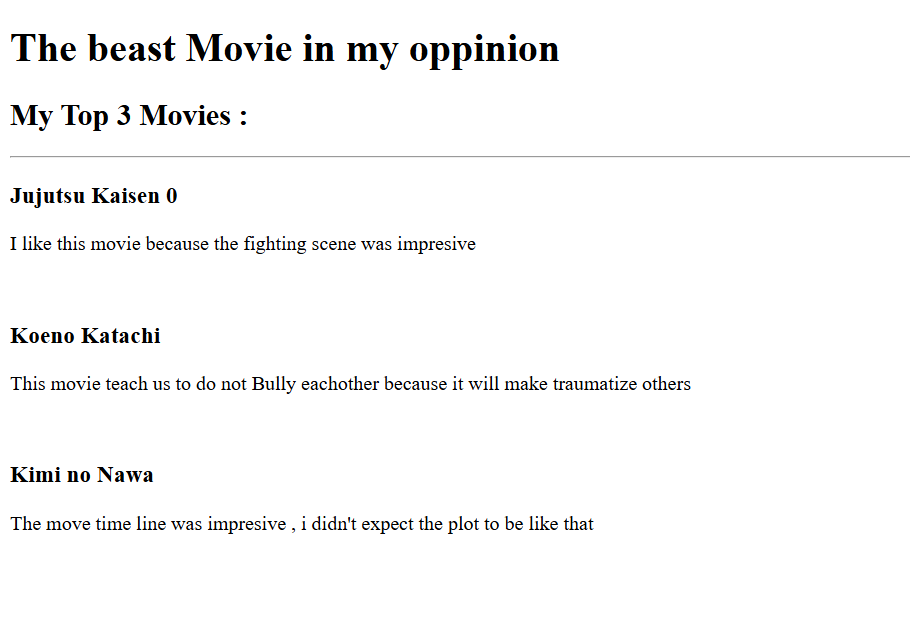 The beast Movie in my oppinion
My Top 3 Movies :
Jujutsu Kaisen 0
I like this movie because the fighting scene was impresive
Koeno Katachi
This movie teach us to do not Bully eachother because it will make traumatize others
Kimi no Nawa
The move time line was impresive , i didn't expect the plot to be like that